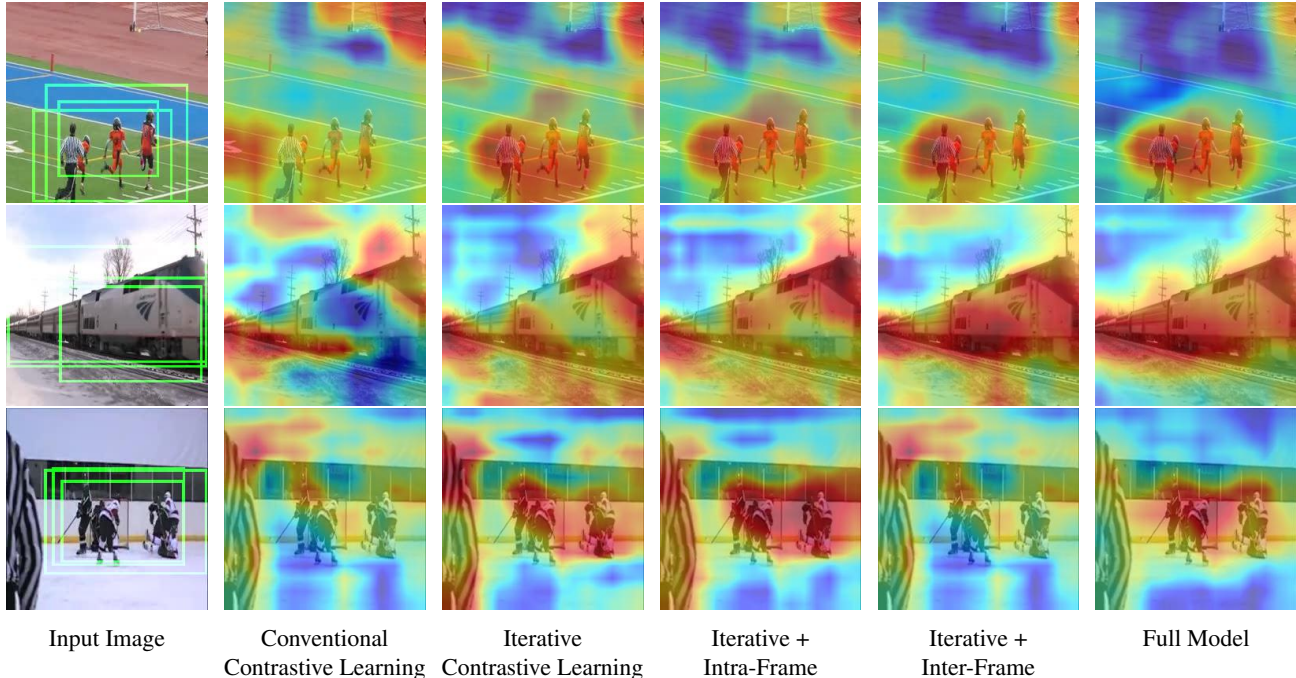 Input Image
Conventional
Contrastive Learning
Iterative
Contrastive Learning
Iterative +
Intra-Frame
Iterative +
Inter-Frame
Full Model